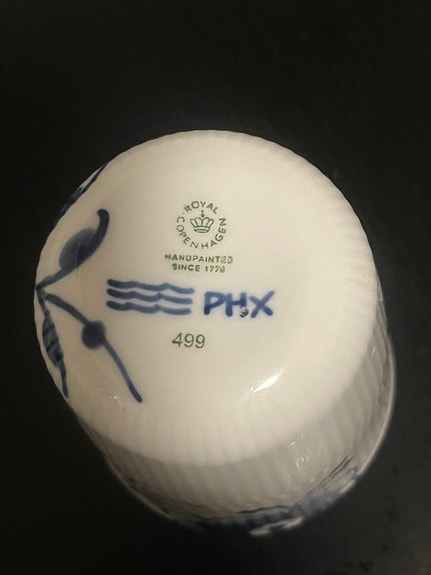 ROYAL
COPENHAGEN
HANDPAINTED
SINCE 1775
PHX
499